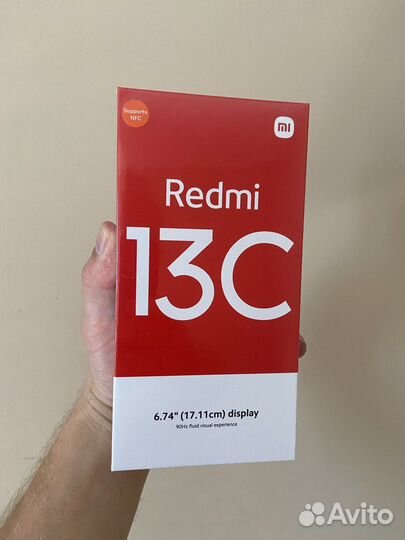 Supports
NFC
mi
Redmi
13C
6.74" (17.11cm) display
90Hz fluid visual experience
Avito